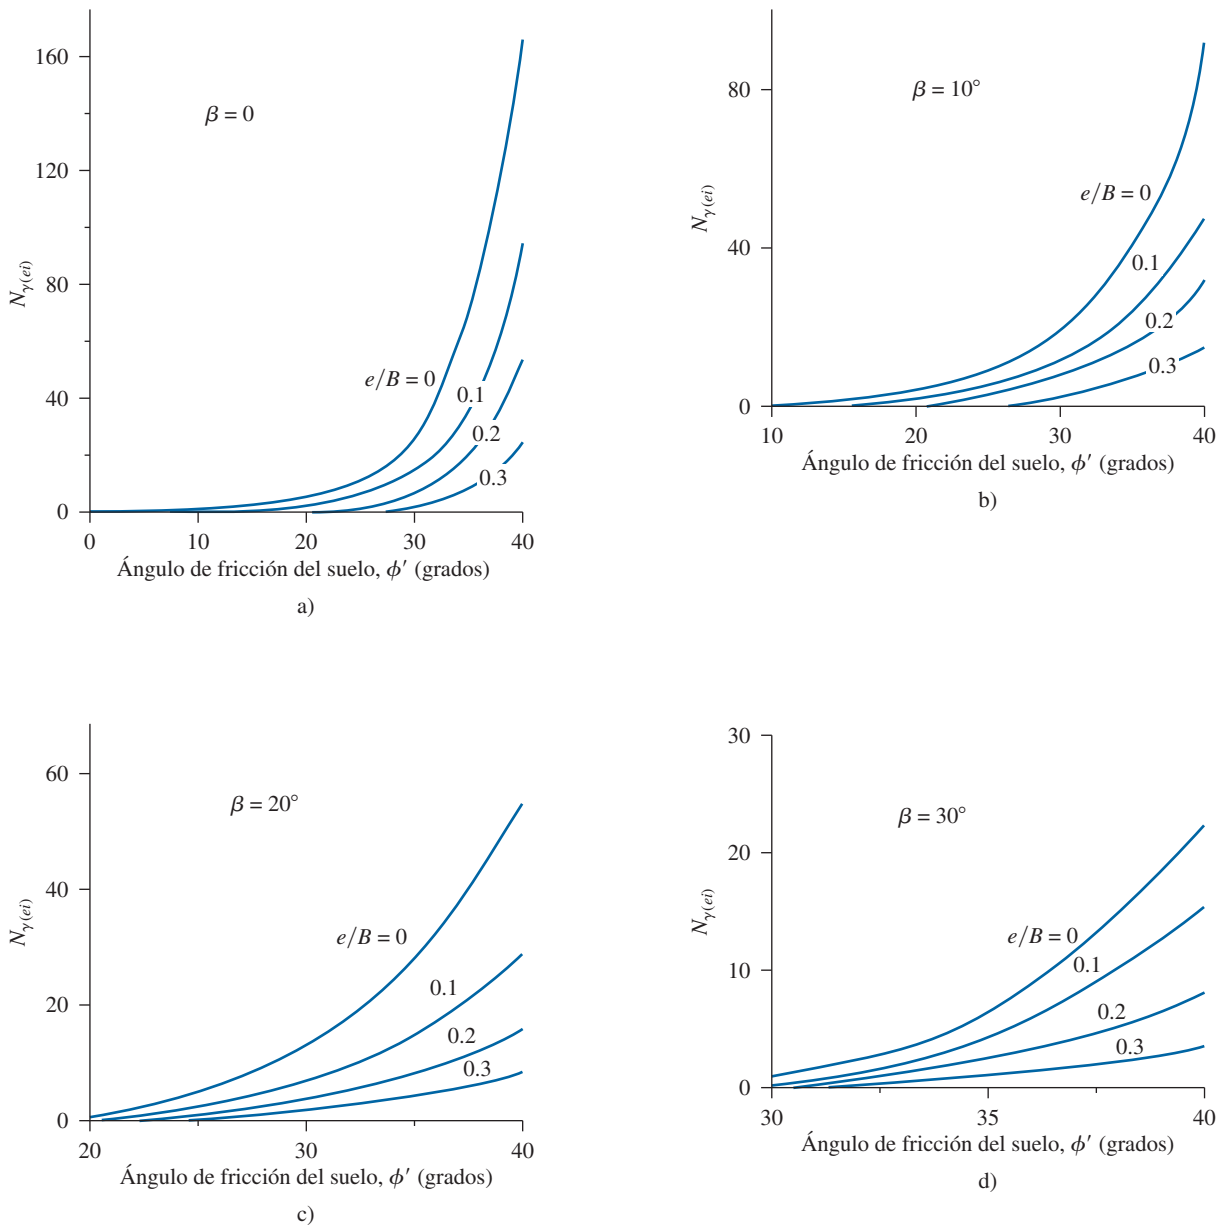 160
120
80
40
0
N_γ(ei)
β = 0
e/B = 0
0.1
0.2
0.3
0 10 20 30 40
Ángulo de fricción del suelo, ϕ′ (grados)
a)
80
40
0
N_γ(ei)
β = 10°
e/B = 0
0.1
0.2
0.3
10 20 30 40
Ángulo de fricción del suelo, ϕ′ (grados)
b)
60
40
20
0
N_γ(ei)
β = 20°
e/B = 0
0.1
0.2
0.3
20 30 40
Ángulo de fricción del suelo, ϕ′ (grados)
c)
30
20
10
0
N_γ(ei)
β = 30°
e/B = 0
0.1
0.2
0.3
30 35 40
Ángulo de fricción del suelo, ϕ′ (grados)
d)